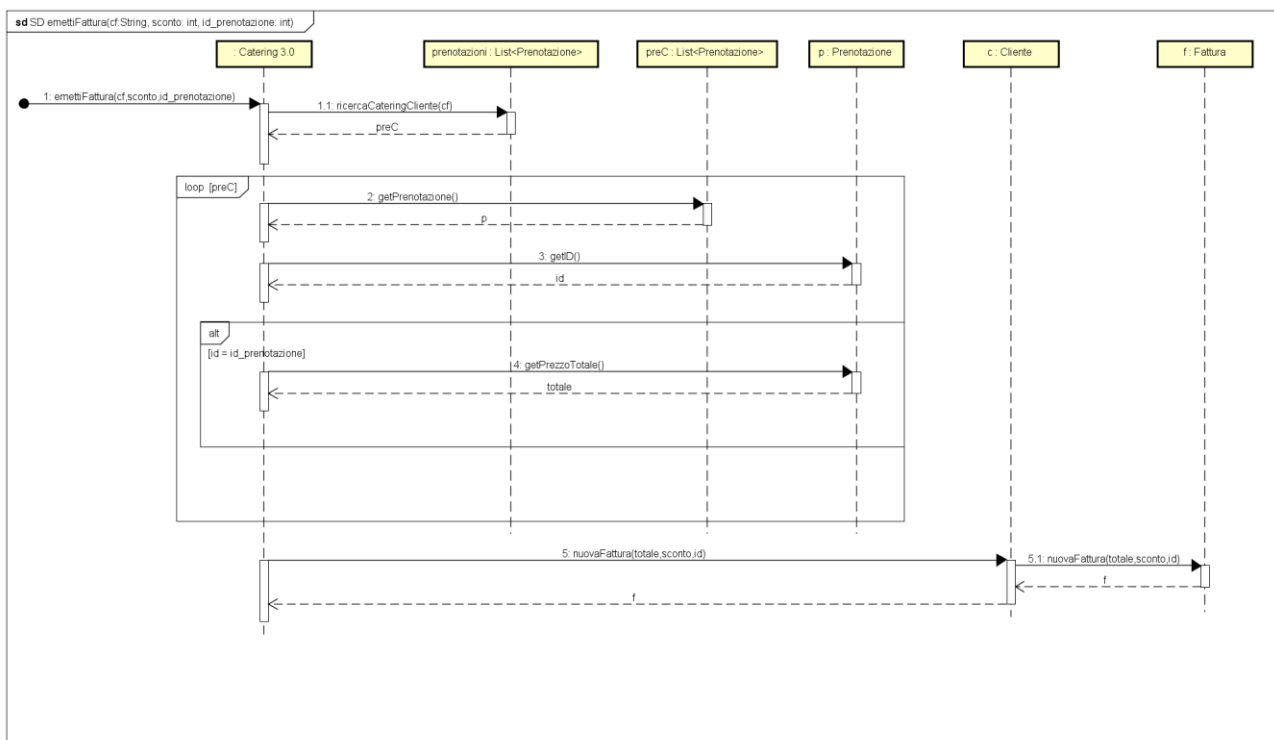 sd SD emettiFattura(cf:String, sconto: int, id_prenotazione: int)
: Catering 3.0
prenotazioni : List<Prenotazione>
preC : List<Prenotazione>
p : Prenotazione
c : Cliente
f : Fattura
1: emettiFattura(cf,sconto,id_prenotazione)
1.1: ricercaCateringCliente(cf)
preC
loop [preC]
2: getPrenotazione()
p
3: getID()
id
alt
[id = id_prenotazione]
4: getPrezzoTotale()
totale
5: nuovaFattura(totale,sconto,id)
5.1: nuovaFattura(totale,sconto,id)
f
f